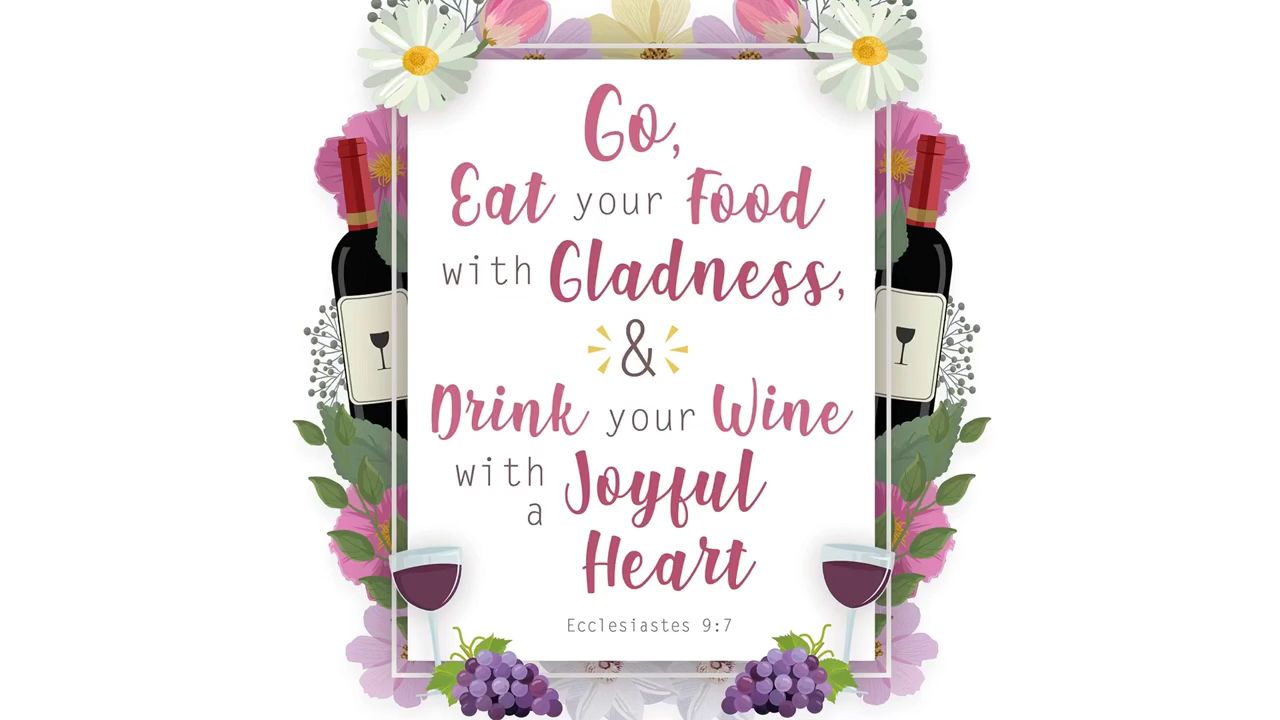 Go,
Eat your Food
with Gladness,
&
Drink your Wine
with a Joyful
Heart
Ecclesiastes 9:7